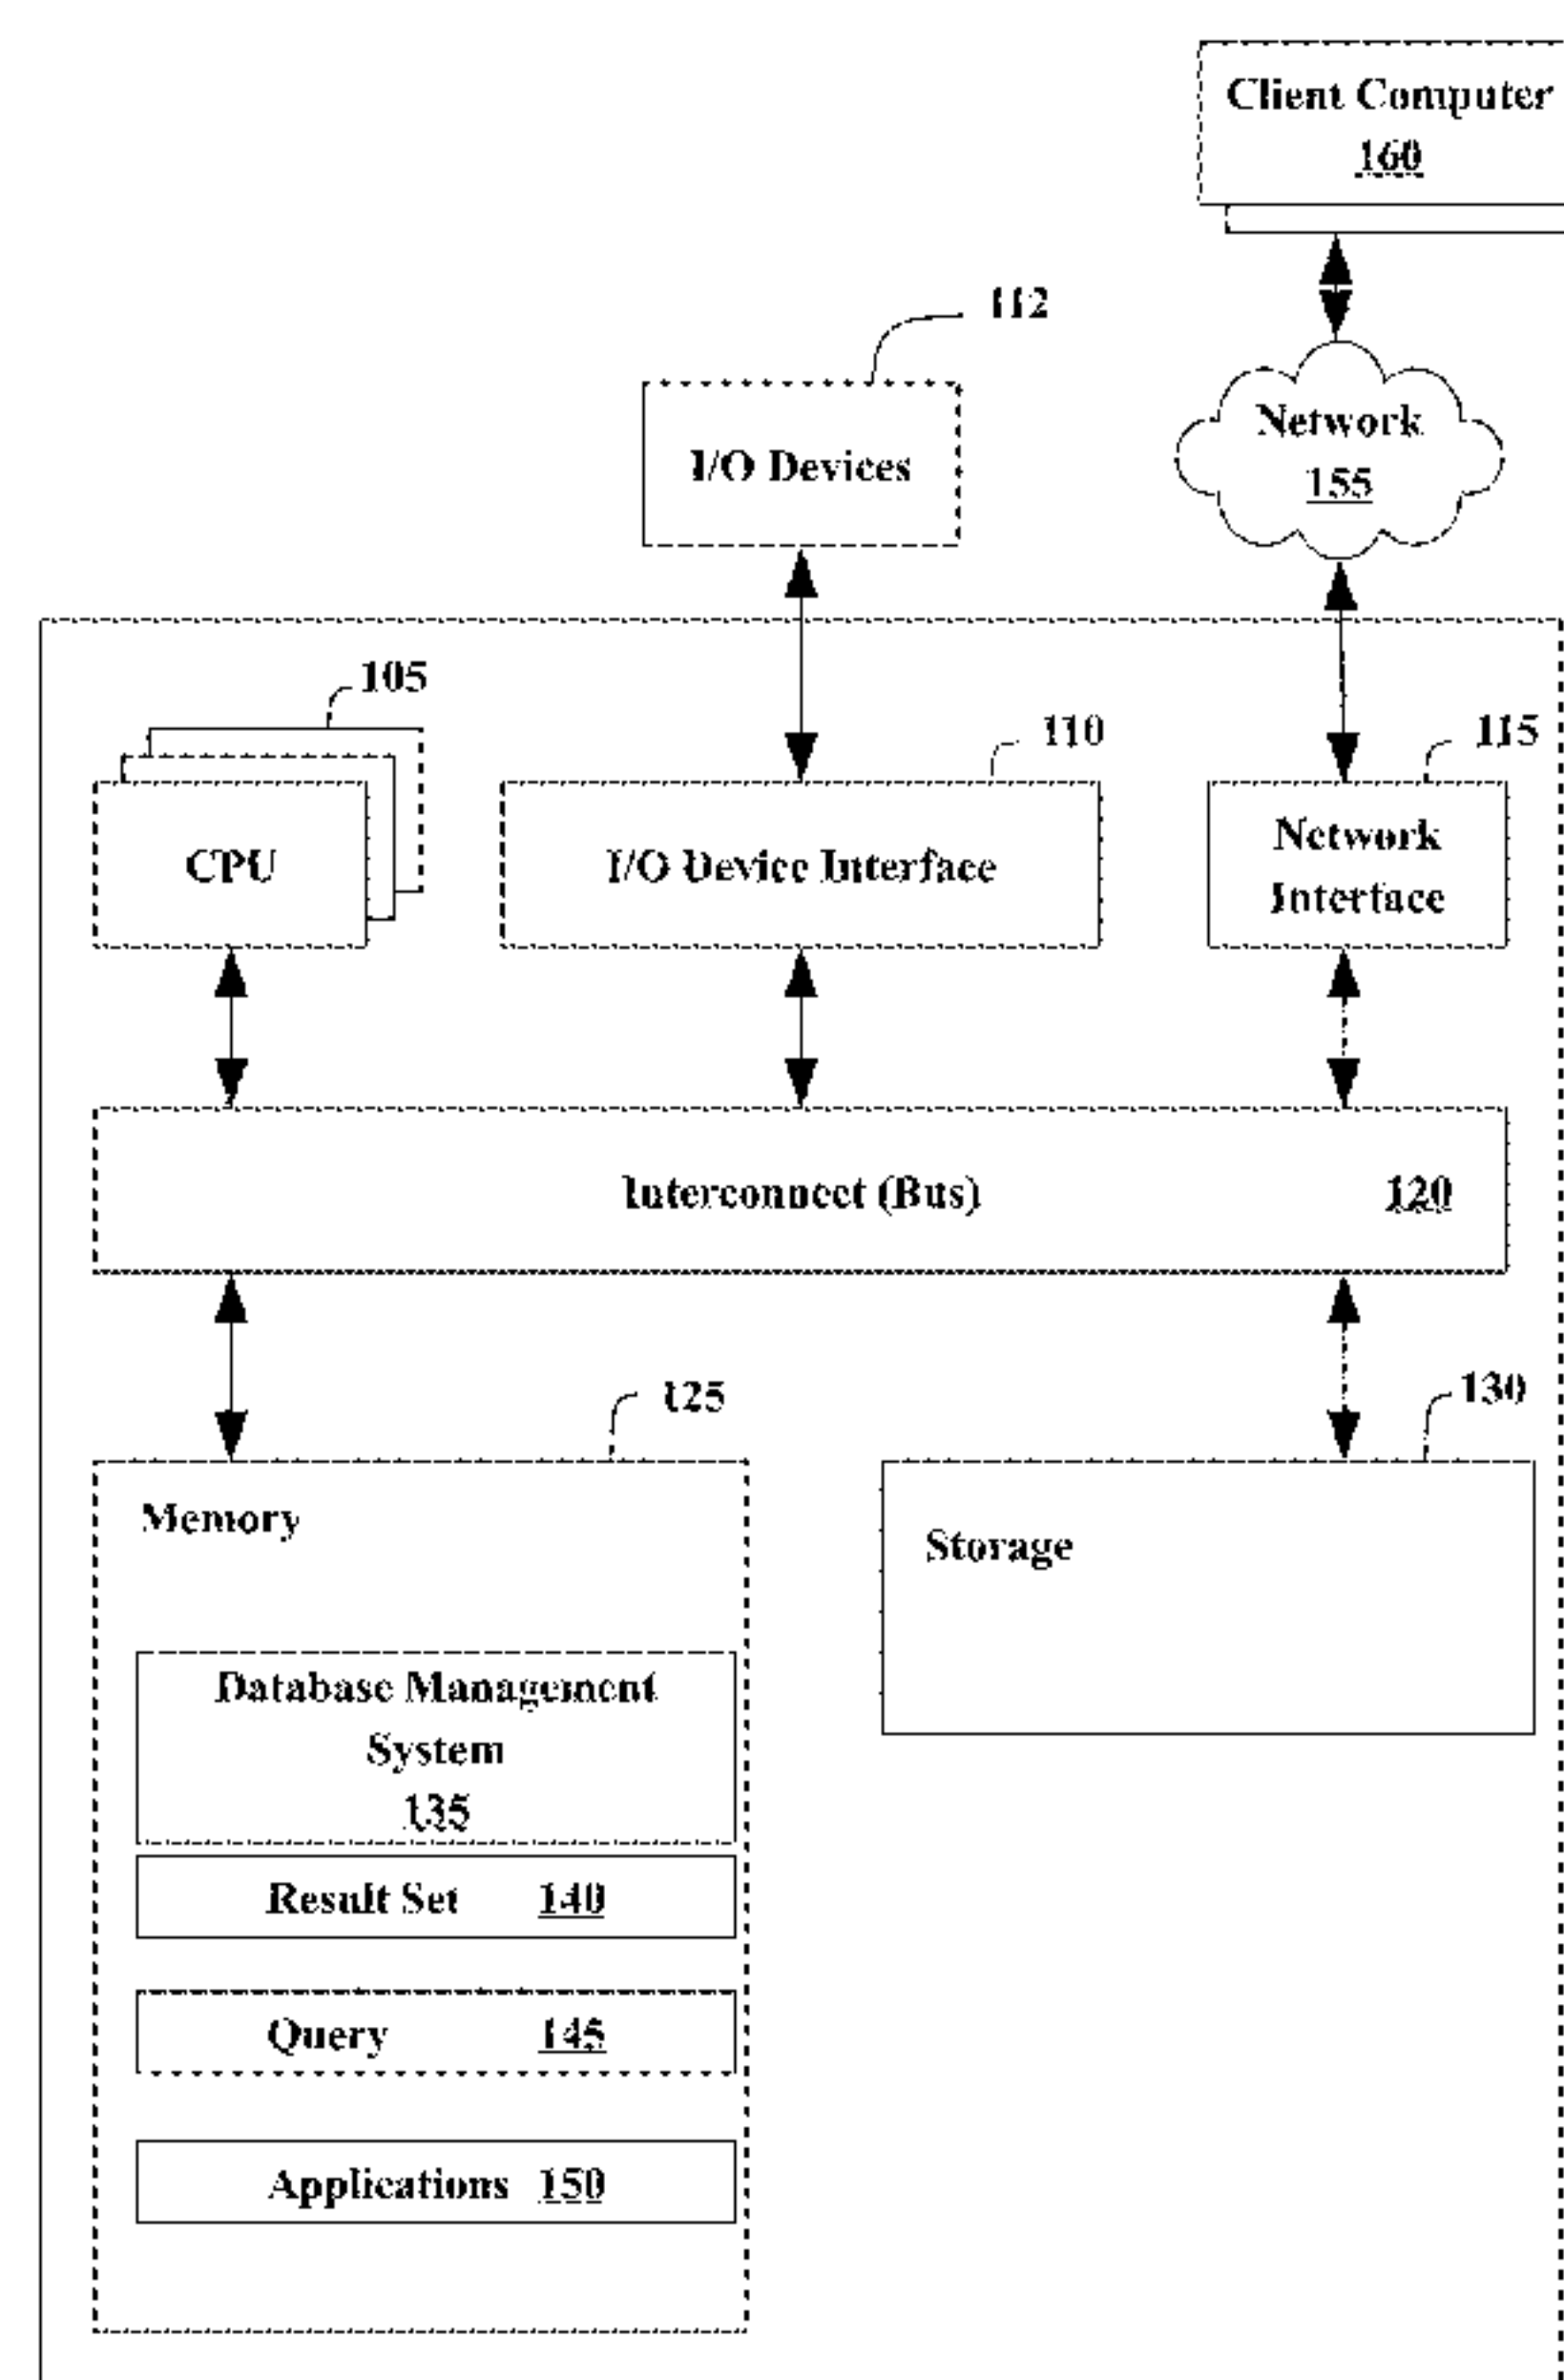 Client Computer
160
112
I/O Devices
Network
155
105
110
115
CPU
I/O Device Interface
Network
Interface
Interconnect (Bus) 120
125
130
Memory
Storage
Database Management
System
135
Result Set 140
Query 145
Applications 150